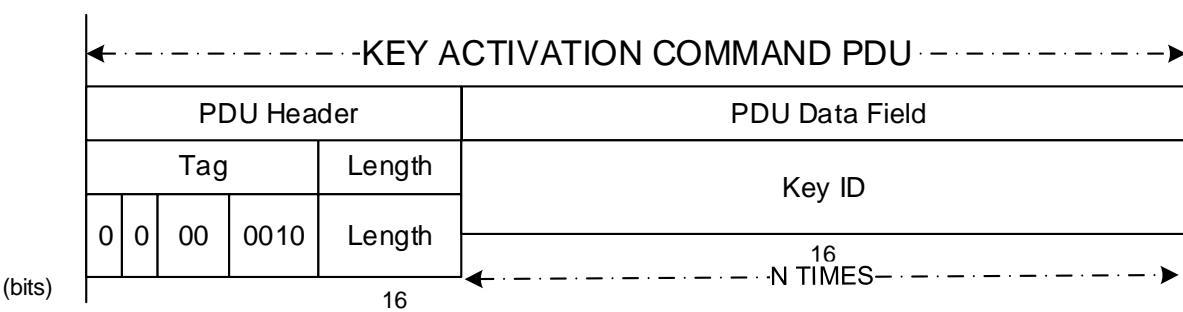 KEY ACTIVATION COMMAND PDU
PDU Header PDU Data Field
Tag Length Key ID
0 0 00 0010 Length
16
N TIMES
(bits) 16